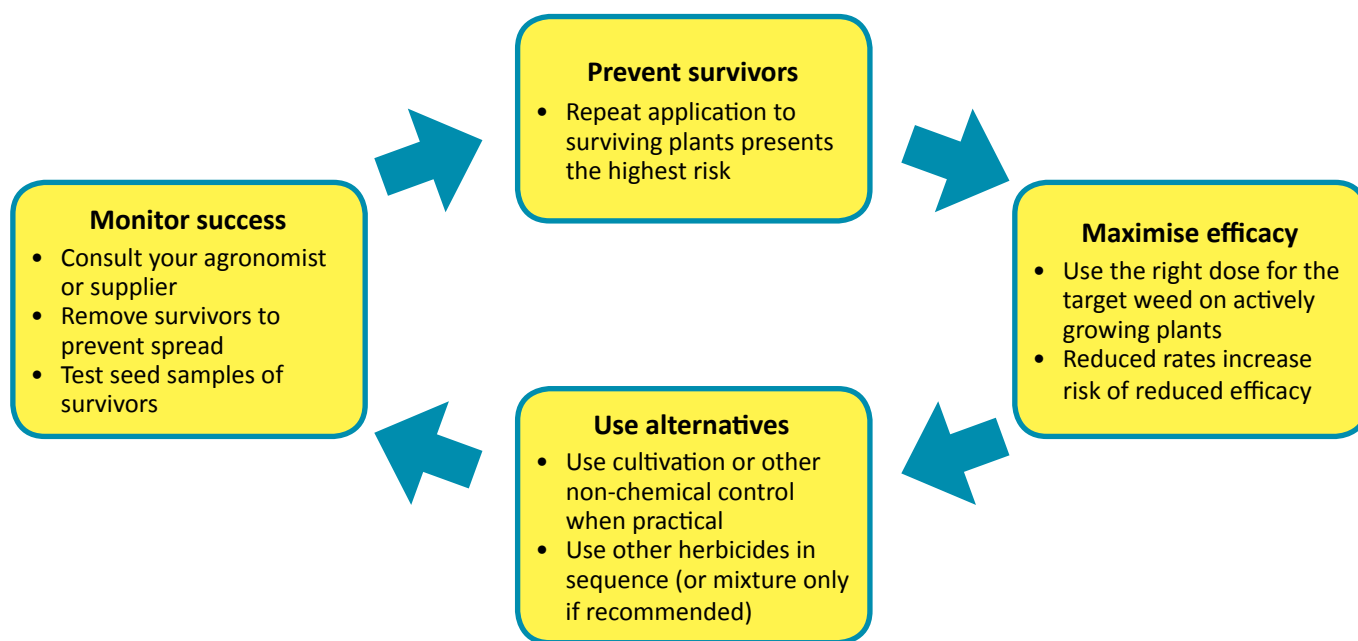 Prevent survivors
• Repeat application to
surviving plants presents
the highest risk
Maximise efficacy
• Use the right dose for the
target weed on actively
growing plants
• Reduced rates increase
risk of reduced efficacy
Use alternatives
• Use cultivation or other
non-chemical control
when practical
• Use other herbicides in
sequence (or mixture only
if recommended)
Monitor success
• Consult your agronomist
or supplier
• Remove survivors to
prevent spread
• Test seed samples of
survivors